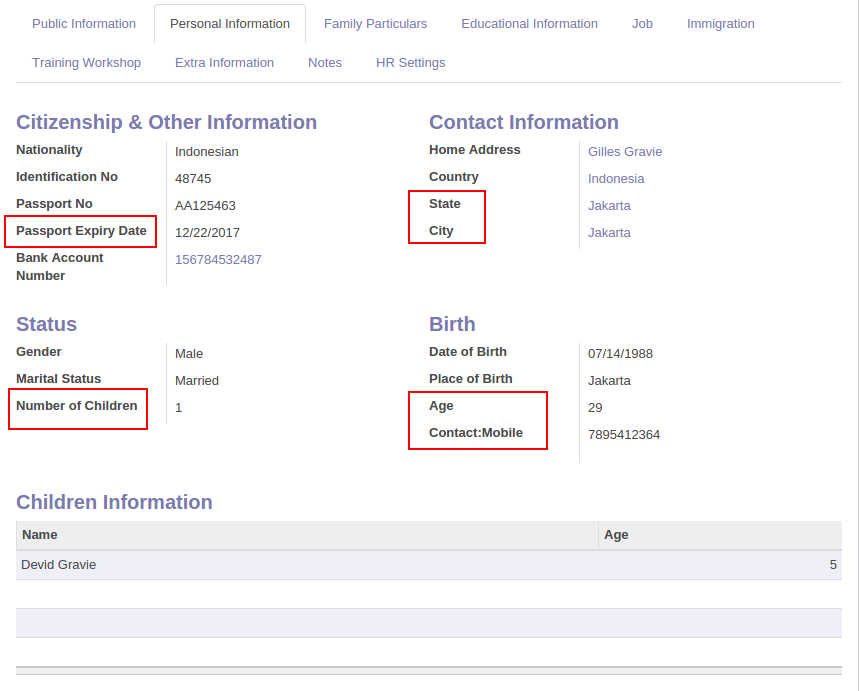 Public Information Personal Information Family Particulars Educational Information Job Immigration
Training Workshop Extra Information Notes HR Settings
Citizenship & Other Information
Nationality Indonesian
Identification No 48745
Passport No AA125463
Passport Expiry Date 12/22/2017
Bank Account 156784532487
Number
Contact Information
Home Address Gilles Gravie
Country Indonesia
State Jakarta
City Jakarta
Status
Gender Male
Marital Status Married
Number of Children 1
Birth
Date of Birth 07/14/1988
Place of Birth Jakarta
Age 29
Contact:Mobile 7895412364
Children Information
Name Age
Devid Gravie 5